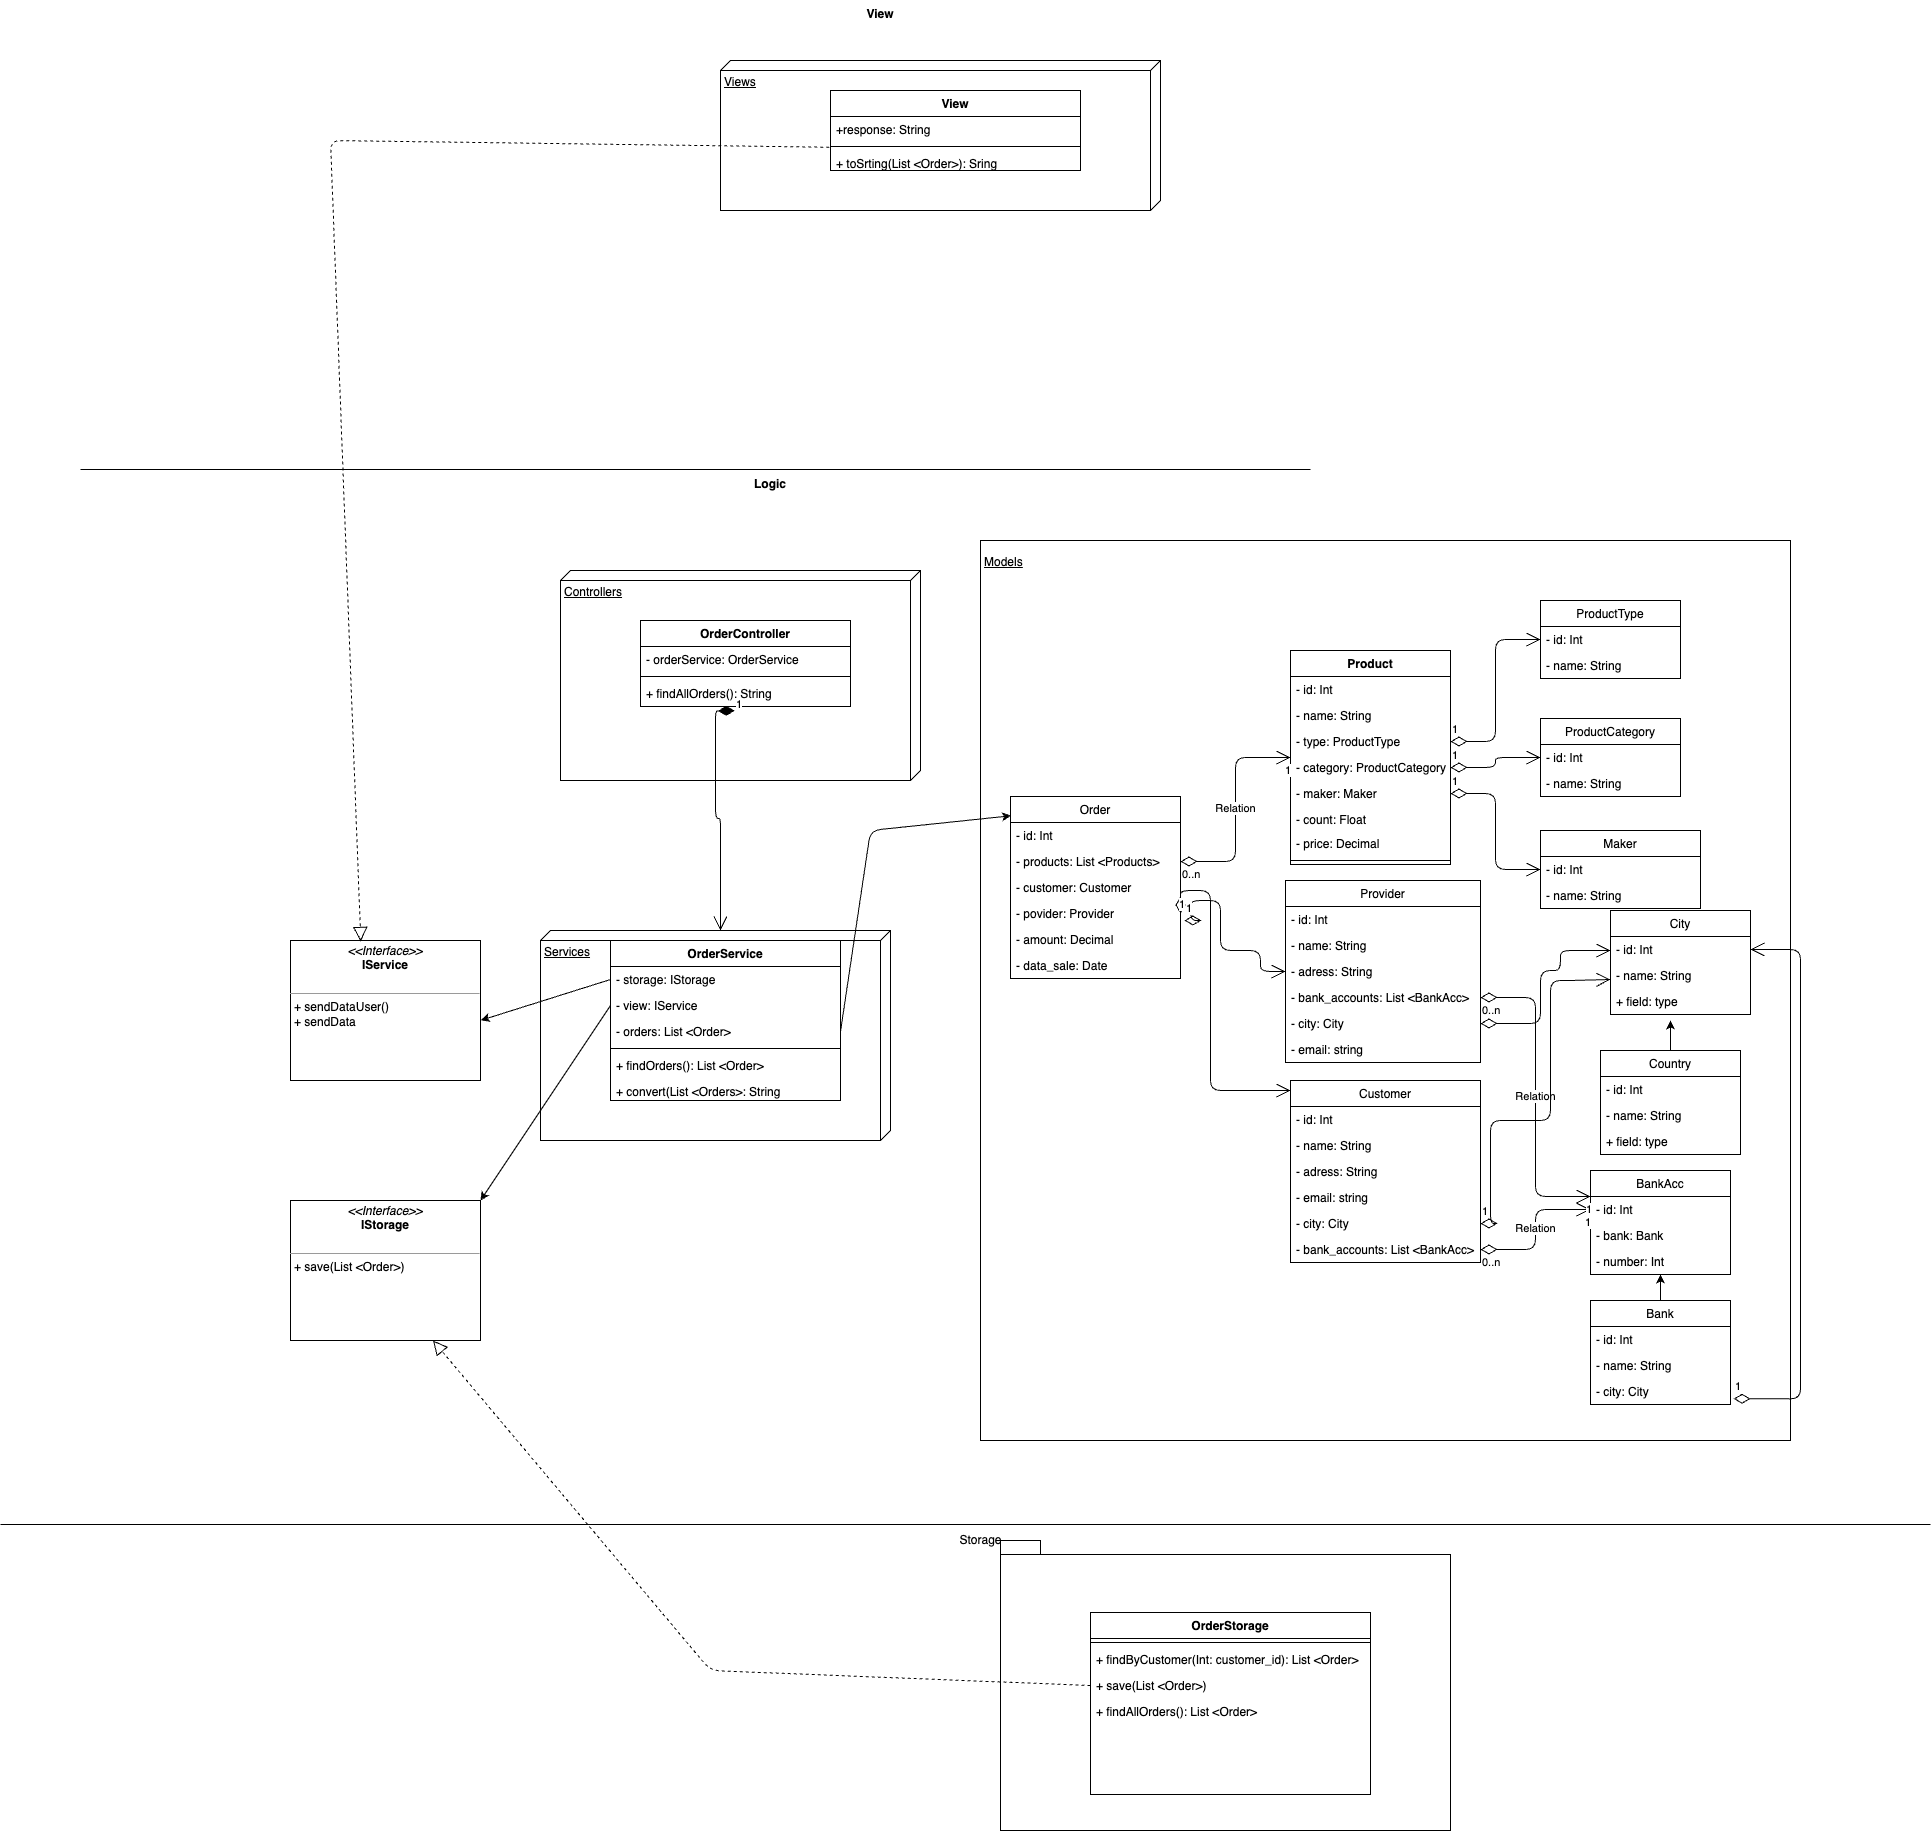 View
Views
View
+response: String
+ toSrting(List <Order>): Sring
Logic
Controllers
OrderController
- orderService: OrderService
+ findAllOrders(): String
1
Services
OrderService
- storage: IStorage
- view: IService
- orders: List <Order>
+ findOrders(): List <Order>
+ convert(List <Orders>: String
<<Interface>>
IService
+ sendDataUser()
+ sendData
<<Interface>>
IStorage
+ save(List <Order>)
Models
Order
- id: Int
- products: List <Products>
- customer: Customer
- povider: Provider
- amount: Decimal
- data_sale: Date
0..n
1
1
Relation
1
Product
- id: Int
- name: String
- type: ProductType
- category: ProductCategory
- maker: Maker
- count: Float
- price: Decimal
1
1
1
ProductType
- id: Int
- name: String
ProductCategory
- id: Int
- name: String
Maker
- id: Int
- name: String
Provider
- id: Int
- name: String
- adress: String
- bank_accounts: List <BankAcc>
- city: City
- email: string
0..n
City
- id: Int
- name: String
+ field: type
Country
- id: Int
- name: String
+ field: type
Relation
Customer
- id: Int
- name: String
- adress: String
- email: string
- city: City
- bank_accounts: List <BankAcc>
1
0..n
Relation
1
1
BankAcc
- id: Int
- bank: Bank
- number: Int
Bank
- id: Int
- name: String
- city: City
1
Storage
OrderStorage
+ findByCustomer(Int: customer_id): List <Order>
+ save(List <Order>)
+ findAllOrders(): List <Order>